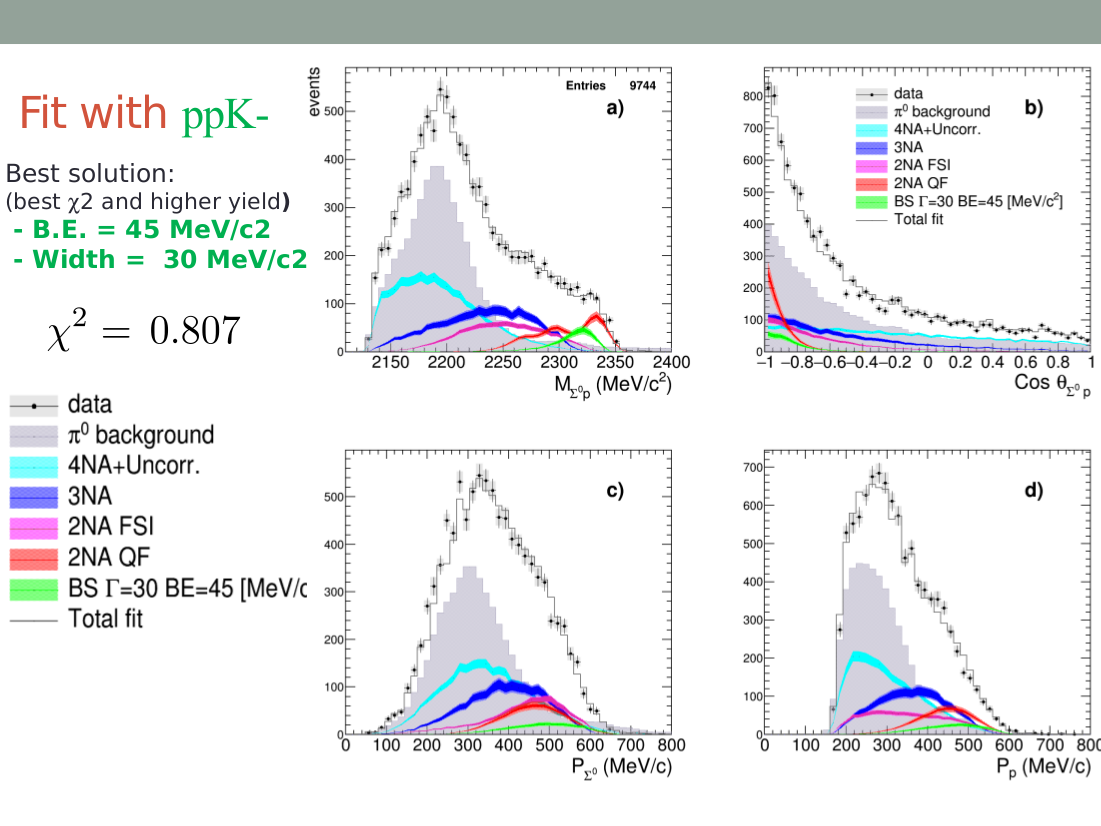 Fit with ppK-
Best solution:
(best χ2 and higher yield)
- B.E. = 45 MeV/c2
- Width = 30 MeV/c2
χ² = 0.807
data
π⁰ background
4NA+Uncorr.
3NA
2NA FSI
2NA QF
BS Γ=30 BE=45 [MeV/c
Total fit
events
Entries 9744
a)
500
400
300
200
100
0
2150 2200 2250 2300 2350 2400
M_Σ⁰p (MeV/c²)
b)
data
π⁰ background
4NA+Uncorr.
3NA
2NA FSI
2NA QF
BS Γ=30 BE=45 [MeV/c²]
Total fit
800
700
600
500
400
300
200
100
0
−1 −0.8−0.6−0.4−0.2 0 0.2 0.4 0.6 0.8 1
Cos θ_Σ⁰p
c)
500
400
300
200
100
0
0 100 200 300 400 500 600 700 800
P_Σ⁰ (MeV/c)
d)
700
600
500
400
300
200
100
0
0 100 200 300 400 500 600 700 800
P_p (MeV/c)